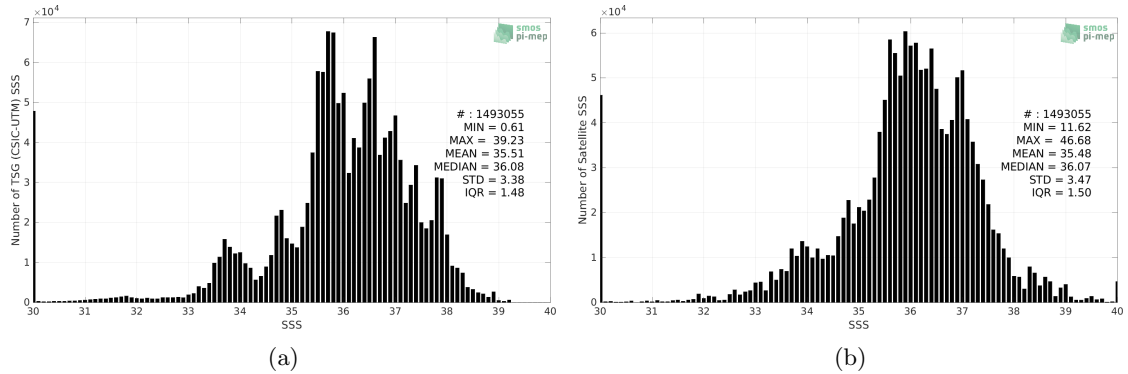 ×10⁴
7
6
5
4
3
2
1
0
30 31 32 33 34 35 36 37 38 39 40
SSS
Number of TSG (CSIC-UTM) SSS
smos
pi-mep
# : 1493055
MIN = 0.61
MAX = 39.23
MEAN = 35.51
MEDIAN = 36.08
STD = 3.38
IQR = 1.48
(a)
×10⁴
6
5
4
3
2
1
0
30 31 32 33 34 35 36 37 38 39 40
SSS
Number of Satellite SSS
smos
pi-mep
# : 1493055
MIN = 11.62
MAX = 46.68
MEAN = 35.48
MEDIAN = 36.07
STD = 3.47
IQR = 1.50
(b)